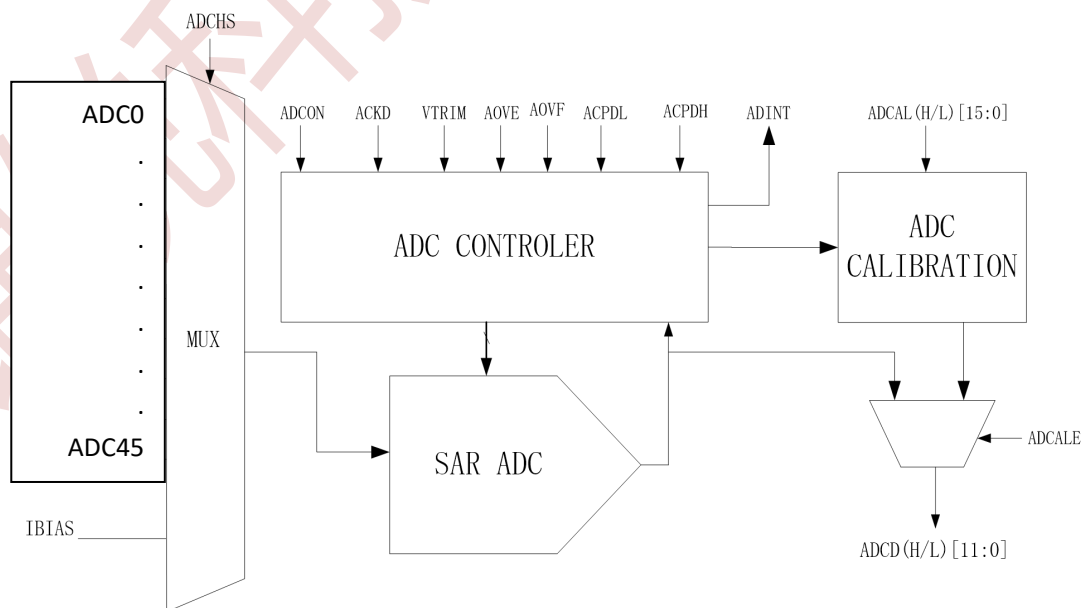 ADCHS
ADC0
ADCON ACKD VTRIM AOVE AOVF ACPDL ACPDH ADINT ADCAL(H/L)[15:0]
ADC CONTROLER
ADC
CALIBRATION
MUX
ADC45
SAR ADC
ADCALE
IBIAS
ADCD(H/L)[11:0]